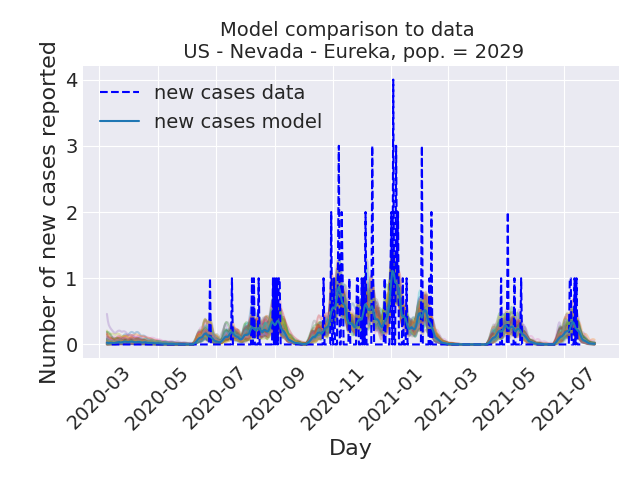 Model comparison to data
US - Nevada - Eureka, pop. = 2029
Number of new cases reported
4
3
2
1
0
new cases data
new cases model
2020-03
2020-05
2020-07
2020-09
2020-11
2021-01
2021-03
2021-05
2021-07
Day